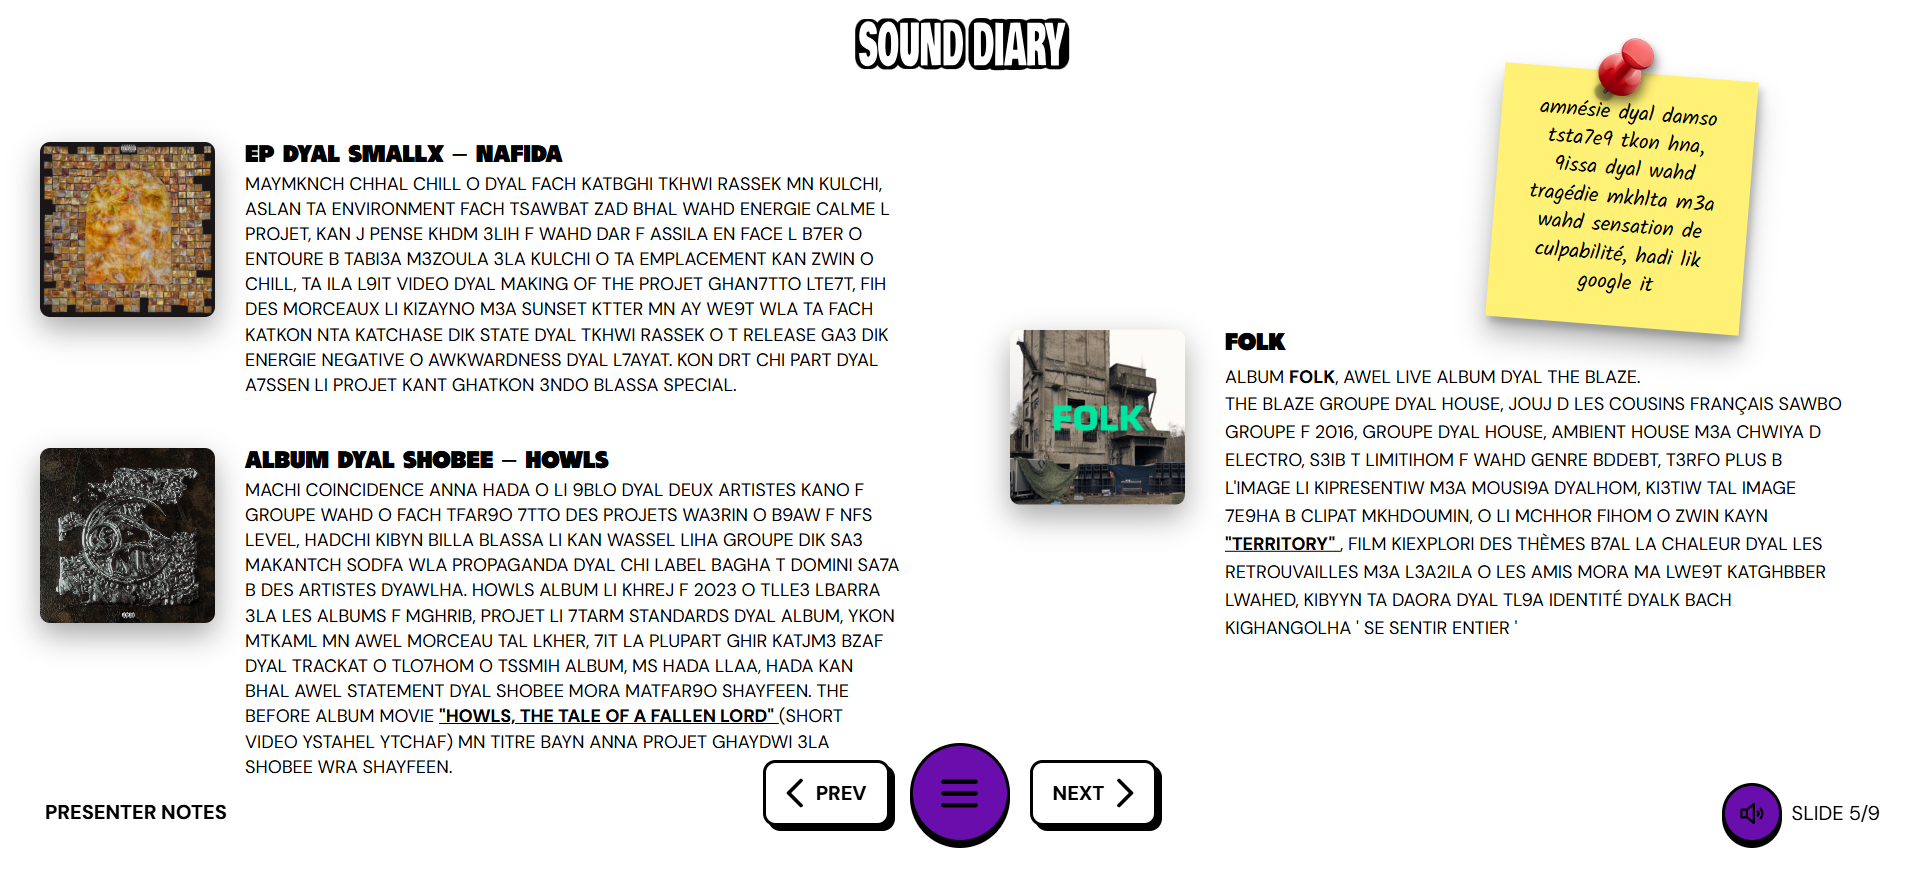 SOUND DIARY
EP DYAL SMALLX – NAFIDA
MAYMKNCH CHHAL CHILL O DYAL FACH KATBGHI TKHWI RASSEK MN KULCHI,
ASLAN TA ENVIRONMENT FACH TSAWBAT ZAD BHAL WAHD ENERGIE CALME L
PROJET, KAN J PENSE KHDM 3LIH F WAHD DAR F ASSILA EN FACE L B7ER O
ENTOURE B TABI3A M3ZOULA 3LA KULCHI O TA EMPLACEMENT KAN ZWIN O
CHILL, TA ILA L9IT VIDEO DYAL MAKING OF THE PROJET GHAN7TTO LTE7T, FIH
DES MORCEAUX LI KIZAYNO M3A SUNSET KTTER MN AY WE9T WLA TA FACH
KATKON NTA KATCHASE DIK STATE DYAL TKHWI RASSEK O T RELEASE GA3 DIK
ENERGIE NEGATIVE O AWKWARDNESS DYAL L7AYAT. KON DRT CHI PART DYAL
A7SSEN LI PROJET KANT GHATKON 3NDO BLASSA SPECIAL.
ALBUM DYAL SHOBEE – HOWLS
MACHI COINCIDENCE ANNA HADA O LI 9BLO DYAL DEUX ARTISTES KANO F
GROUPE WAHD O FACH TFAR9O 7TTO DES PROJETS WA3RIN O B9AW F NFS
LEVEL, HADCHI KIBYN BILLA BLASSA LI KAN WASSEL LIHA GROUPE DIK SA3
MAKANTCH SODFA WLA PROPAGANDA DYAL CHI LABEL BAGHA T DOMINI SA7A
B DES ARTISTES DYAWLHA. HOWLS ALBUM LI KHREJ F 2023 O TLLE3 LBARRA
3LA LES ALBUMS F MGHRIB, PROJET LI 7TARM STANDARDS DYAL ALBUM, YKON
MTKAML MN AWEL MORCEAU TAL LKHER, 7IT LA PLUPART GHIR KATJM3 BZAF
DYAL TRACKAT O TLO7HOM O TSSMIH ALBUM, MS HADA LLAA, HADA KAN
BHAL AWEL STATEMENT DYAL SHOBEE MORA MATFAR9O SHAYFEEN. THE
BEFORE ALBUM MOVIE "HOWLS, THE TALE OF A FALLEN LORD" (SHORT
VIDEO YSTAHEL YTCHAF) MN TITRE BAYN ANNA PROJET GHAYDWI 3LA
SHOBEE WRA SHAYFEEN.
amnésie dyal damso
tsta7e9 tkon hna,
9issa dyal wahd
tragédie mkhlta m3a
wahd sensation de
culpabilité, hadi lik
google it
FOLK
FOLK
ALBUM FOLK, AWEL LIVE ALBUM DYAL THE BLAZE.
THE BLAZE GROUPE DYAL HOUSE, JOUJ D LES COUSINS FRANÇAIS SAWBO
GROUPE F 2016, GROUPE DYAL HOUSE, AMBIENT HOUSE M3A CHWIYA D
ELECTRO, S3IB T LIMITIHOM F WAHD GENRE BDDEBT, T3RFO PLUS B
L'IMAGE LI KIPRESENTIW M3A MOUSI9A DYALHOM, KI3TIW TAL IMAGE
7E9HA B CLIPAT MKHDOUMIN, O LI MCHHOR FIHOM O ZWIN KAYN
"TERRITORY" , FILM KIEXPLORI DES THÈMES B7AL LA CHALEUR DYAL LES
RETROUVAILLES M3A L3A2ILA O LES AMIS MORA MA LWE9T KATGHBBER
LWAHED, KIBYYN TA DAORA DYAL TL9A IDENTITÉ DYALK BACH
KIGHANGOLHA ' SE SENTIR ENTIER '
PRESENTER NOTES
PREV
NEXT
SLIDE 5/9